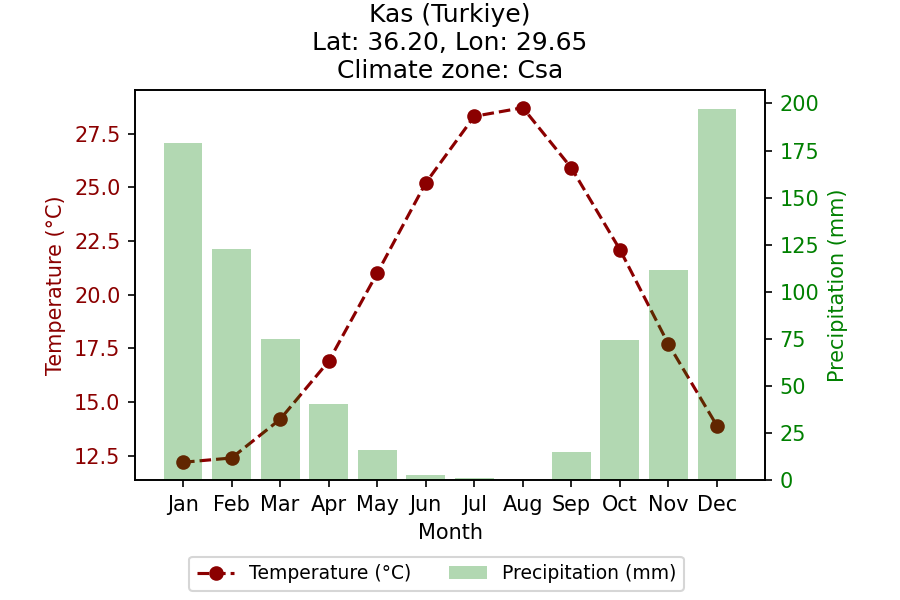 Kas (Turkiye)
Lat: 36.20, Lon: 29.65
Climate zone: Csa
Temperature (°C)
27.5
25.0
22.5
20.0
17.5
15.0
12.5
200
175
150
125
100
75
50
25
0
Precipitation (mm)
Jan Feb Mar Apr May Jun Jul Aug Sep Oct Nov Dec
Month
Temperature (°C) Precipitation (mm)